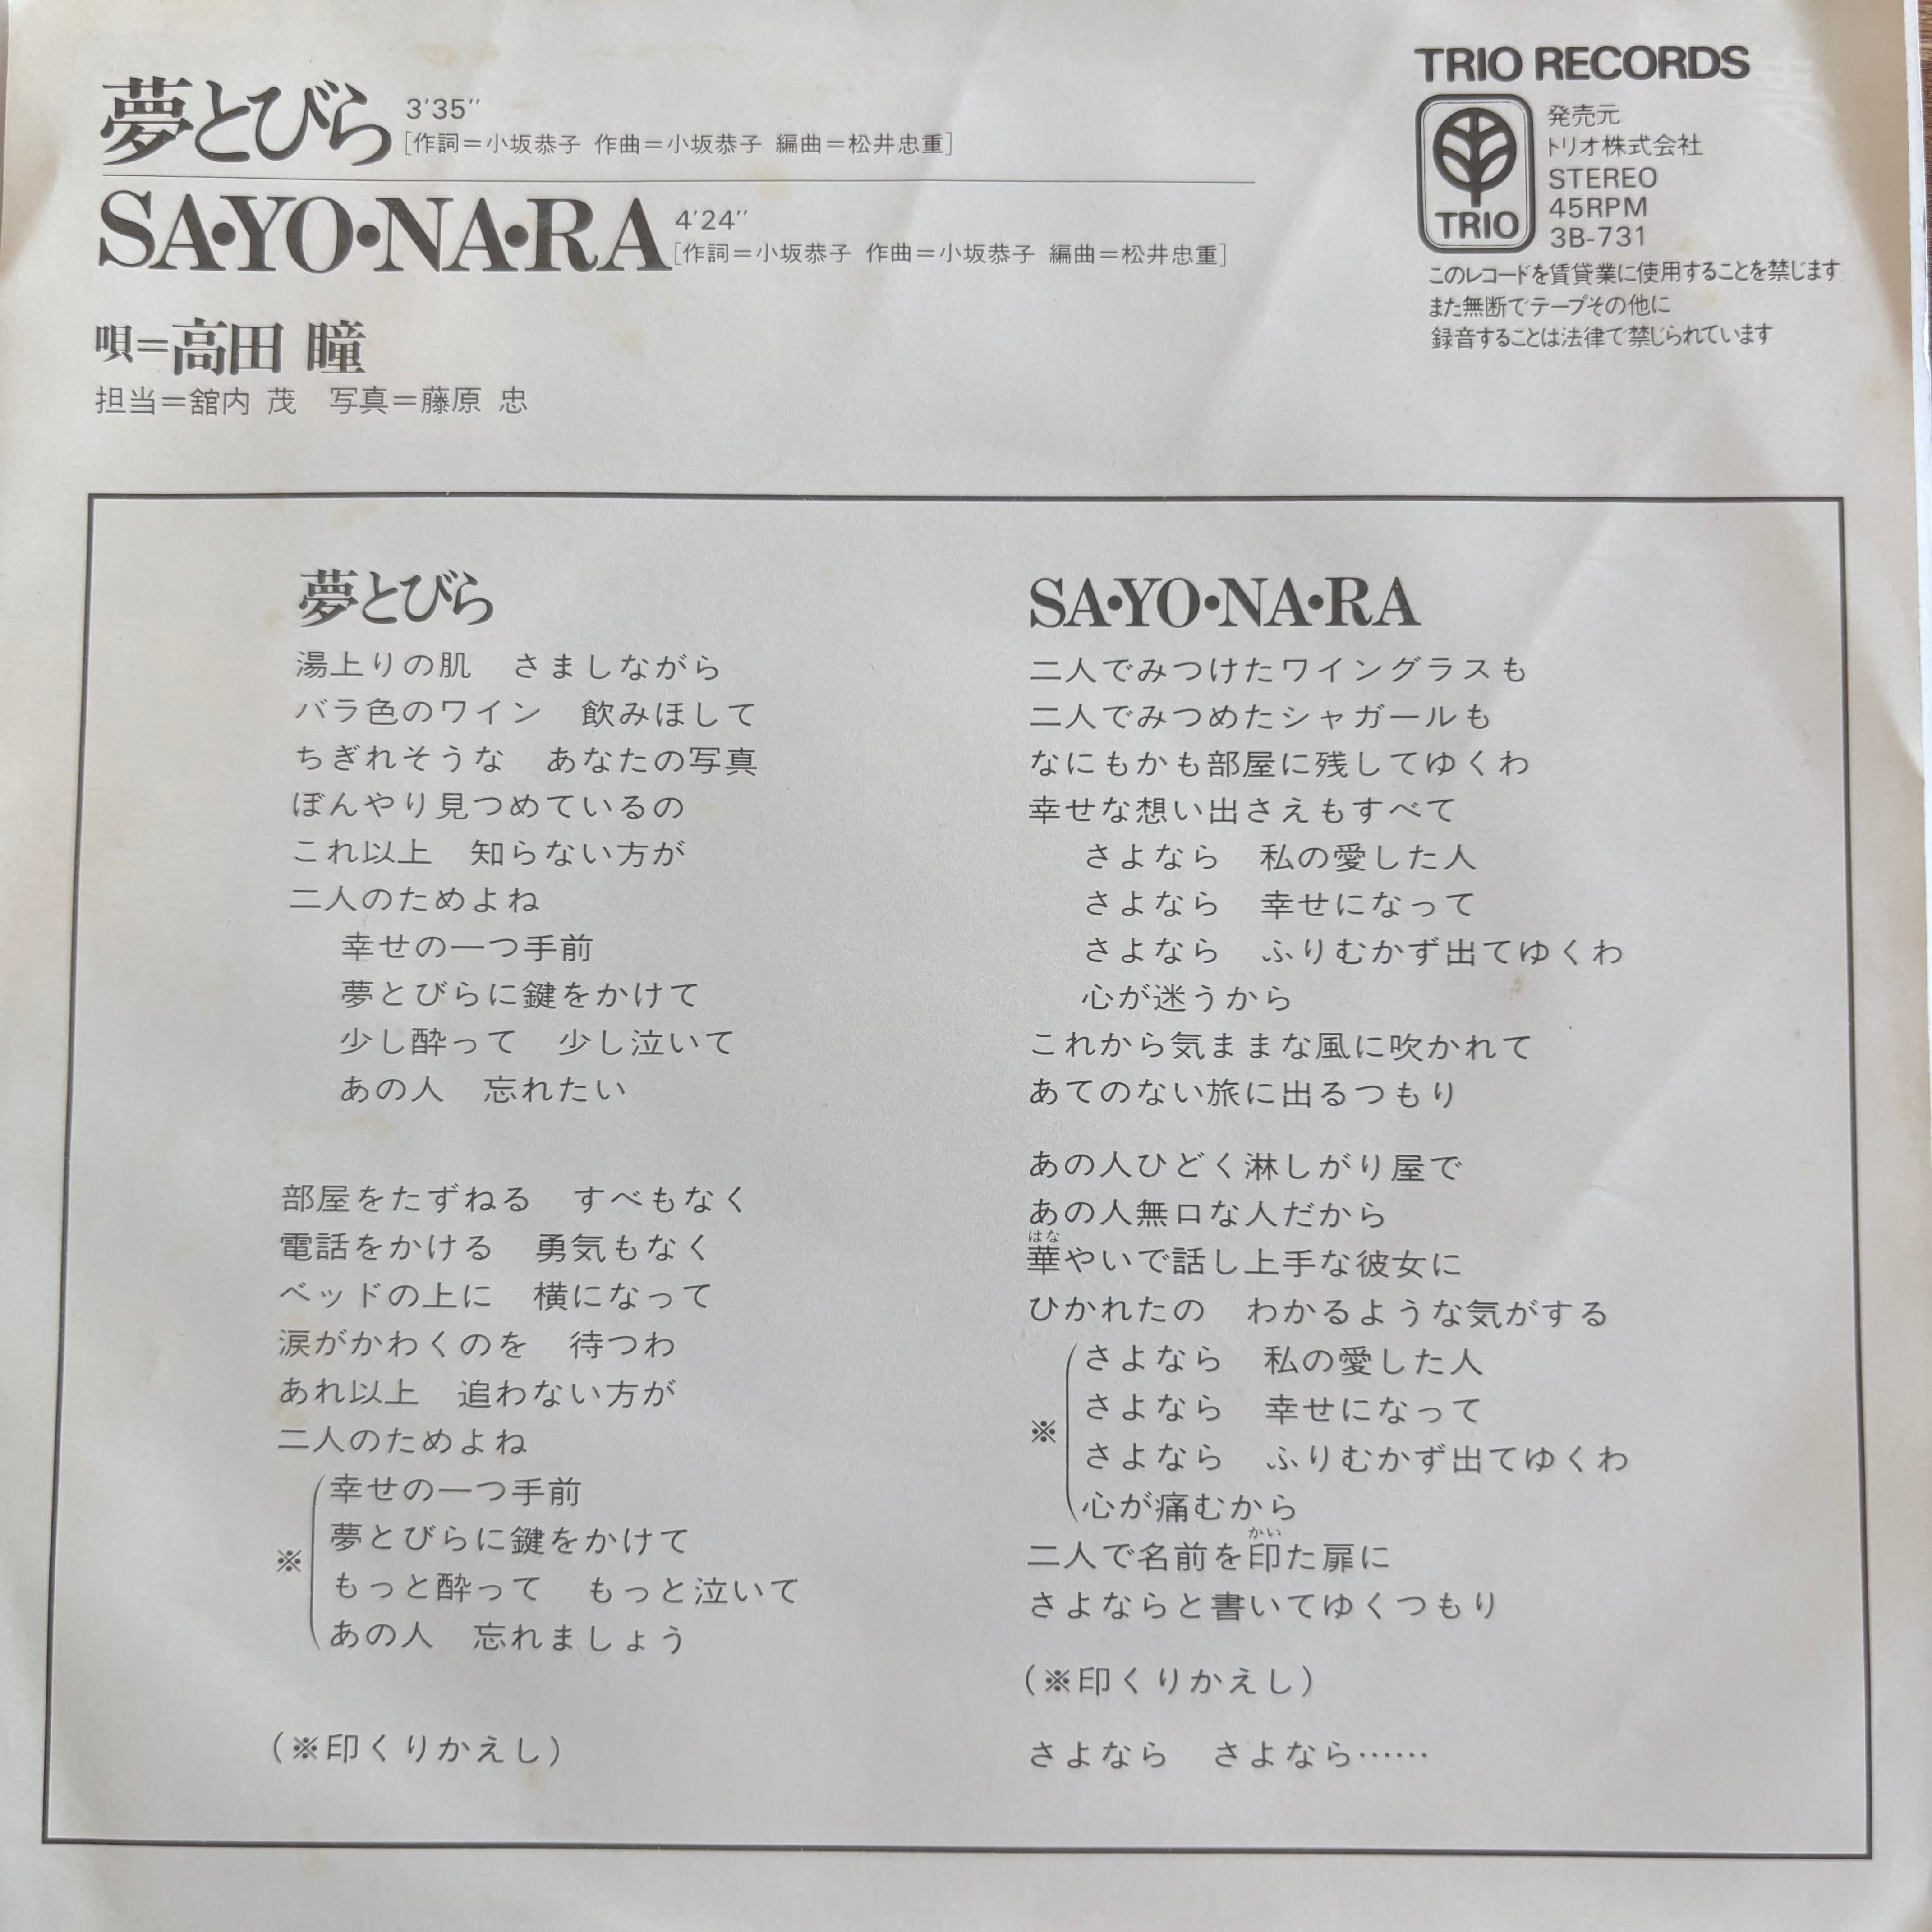 夢とびら 3'35''
[作詞=小坂恭子 作曲=小坂恭子 編曲=松井忠重]
SA•YO•NA•RA 4'24''
[作詞=小坂恭子 作曲=小坂恭子 編曲=松井忠重]
唄=高田 瞳
担当=舘内 茂 写真=藤原 忠
TRIO RECORDS
TRIO
発売元
トリオ株式会社
STEREO
45RPM
3B-731
このレコードを賃貸業に使用することを禁じます
また無断でテープその他に
録音することは法律で禁じられています
夢とびら
湯上りの肌 さましながら
バラ色のワイン 飲みほして
ちぎれそうな あなたの写真
ぼんやり見つめているの
これ以上 知らない方が
二人のためよね
幸せの一つ手前
夢とびらに鍵をかけて
少し酔って 少し泣いて
あの人 忘れたい
部屋をたずねる すべもなく
電話をかける 勇気もなく
ベッドの上に 横になって
涙がかわくのを 待つわ
あれ以上 追わない方が
二人のためよね
※
幸せの一つ手前
夢とびらに鍵をかけて
もっと酔って もっと泣いて
あの人 忘れましょう
(※印くりかえし)
SA•YO•NA•RA
二人でみつけたワイングラスも
二人でみつめたシャガールも
なにもかも部屋に残してゆくわ
幸せな想い出さえもすべて
さよなら 私の愛した人
さよなら 幸せになって
さよなら ふりむかず出てゆくわ
心が迷うから
これから気ままな風に吹かれて
あてのない旅に出るつもり
あの人ひどく淋しがり屋で
あの人無口な人だから
はな
華やいで話し上手な彼女に
ひかれたの わかるような気がする
※
さよなら 私の愛した人
さよなら 幸せになって
さよなら ふりむかず出てゆくわ
心が痛むから
かい
二人で名前を印た扉に
さよならと書いてゆくつもり
(※印くりかえし)
さよなら さよなら……